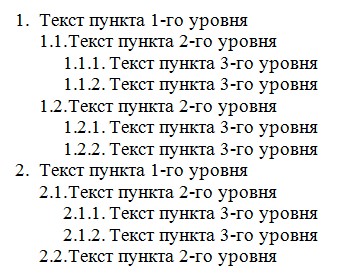 1. Текст пункта 1-го уровня
1.1.Текст пункта 2-го уровня
1.1.1. Текст пункта 3-го уровня
1.1.2. Текст пункта 3-го уровня
1.2.Текст пункта 2-го уровня
1.2.1. Текст пункта 3-го уровня
1.2.2. Текст пункта 3-го уровня
2. Текст пункта 1-го уровня
2.1.Текст пункта 2-го уровня
2.1.1. Текст пункта 3-го уровня
2.1.2. Текст пункта 3-го уровня
2.2.Текст пункта 2-го уровня